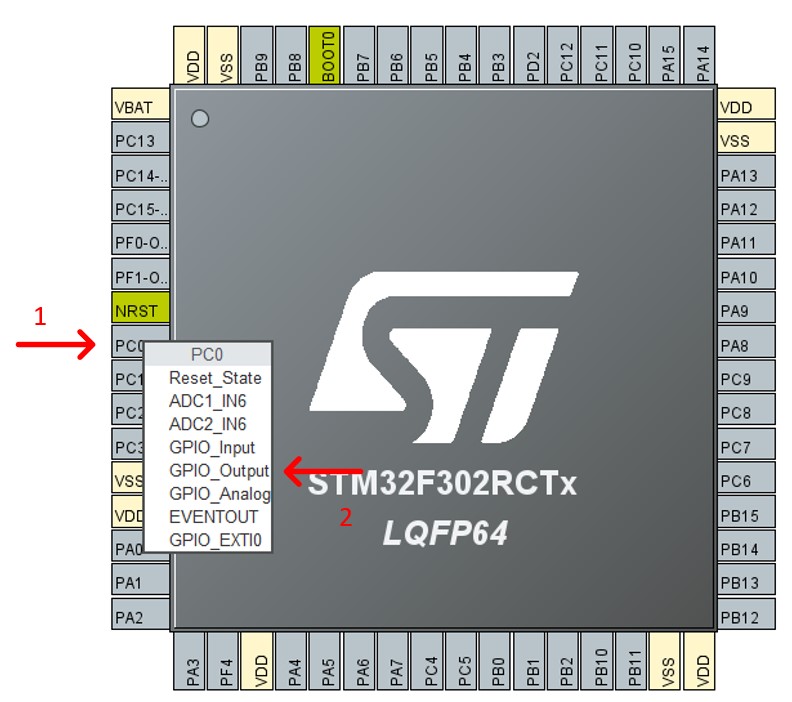 VDD
VSS
PB9
PB8
BOOT0
PB7
PB6
PB5
PB4
PB3
PD2
PC12
PC11
PC10
PA15
PA14
VBAT
PC13
PC14-..
PC15-..
PF0-O..
PF1-O..
NRST
1
PC0
PC1
PC2
PC3
VSS
VDD
PA0
PA1
PA2
PC0
Reset_State
ADC1_IN6
ADC2_IN6
GPIO_Input
GPIO_Output
GPIO_Analog
EVENTOUT
GPIO_EXTI0
2
ST
STM32F302RCTx
LQFP64
VDD
VSS
PA13
PA12
PA11
PA10
PA9
PA8
PC9
PC8
PC7
PC6
PB15
PB14
PB13
PB12
PA3
PF4
VDD
PA4
PA5
PA6
PA7
PC4
PC5
PB0
PB1
PB2
PB10
PB11
VSS
VDD